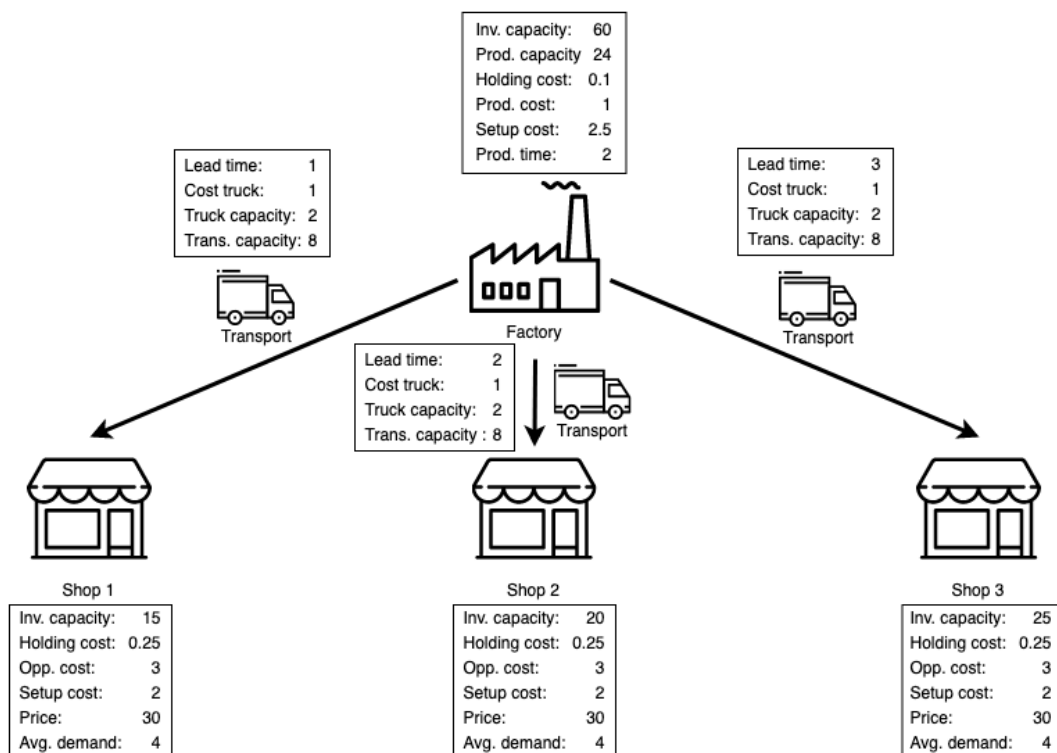 Inv. capacity: 60
Prod. capacity 24
Holding cost: 0.1
Prod. cost: 1
Setup cost: 2.5
Prod. time: 2
Lead time: 1
Cost truck: 1
Truck capacity: 2
Trans. capacity: 8
Transport
Lead time: 3
Cost truck: 1
Truck capacity: 2
Trans. capacity: 8
Transport
Factory
Lead time: 2
Cost truck: 1
Truck capacity: 2
Trans. capacity : 8
Transport
Shop 1
Inv. capacity: 15
Holding cost: 0.25
Opp. cost: 3
Setup cost: 2
Price: 30
Avg. demand: 4
Shop 2
Inv. capacity: 20
Holding cost: 0.25
Opp. cost: 3
Setup cost: 2
Price: 30
Avg. demand: 4
Shop 3
Inv. capacity: 25
Holding cost: 0.25
Opp. cost: 3
Setup cost: 2
Price: 30
Avg. demand: 4